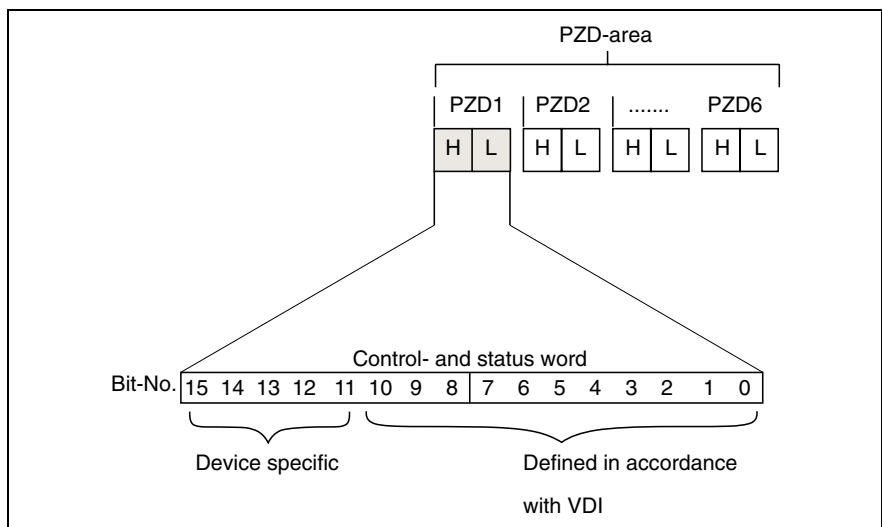 PZD-area
PZD1 PZD2 ....... PZD6
H L H L H L H L
Control- and status word
Bit-No. 15 14 13 12 11 10 9 8 7 6 5 4 3 2 1 0
Device specific
Defined in accordance
with VDI